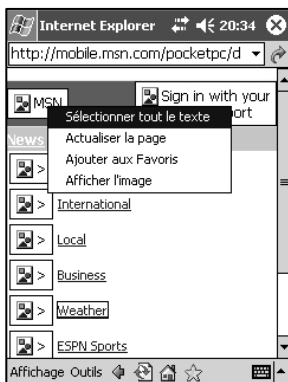 Internet Explorer 20:34
http://mobile.msn.com/pocketpc/d
MSN
Sign in with your
port
Sélectionner tout le texte
Actualiser la page
Ajouter aux Favoris
Afficher l'image
News
>
> International
> Local
> Business
> Weather
> ESPN Sports
Affichage Outils